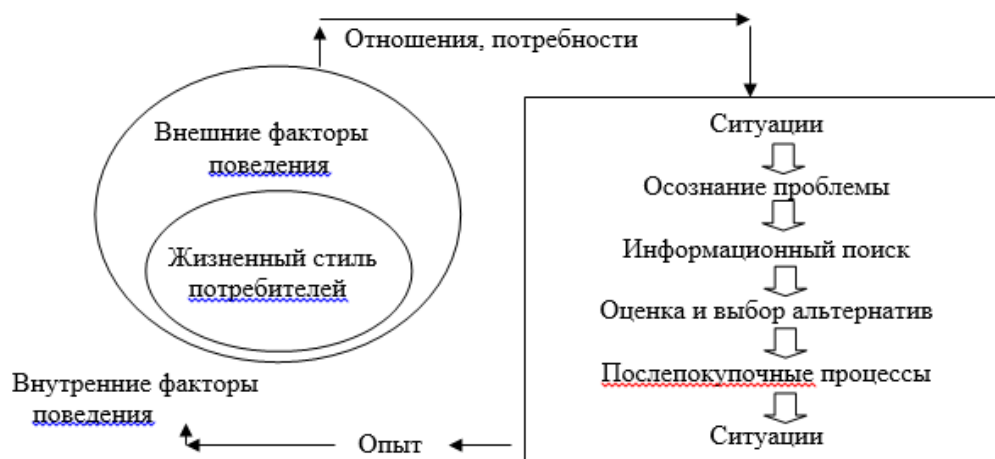 Отношения, потребности
Внешние факторы
поведения
Жизненный стиль
потребителей
Внутренние факторы
поведения
Опыт
Ситуации
Осознание проблемы
Информационный поиск
Оценка и выбор альтернатив
Послепокупочные процессы
Ситуации